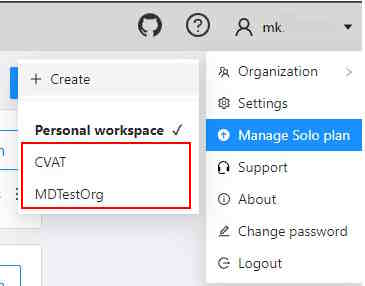 mk.
Organization
Settings
Manage Solo plan
Support
About
Change password
Logout
+ Create
Personal workspace ✓
CVAT
MDTestOrg